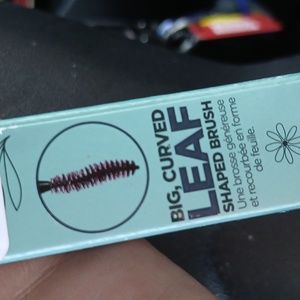 BIG, CURVED
LEAF
SHAPED BRUSH
Une brosse généreuse
et recourbée en forme
de feuille.